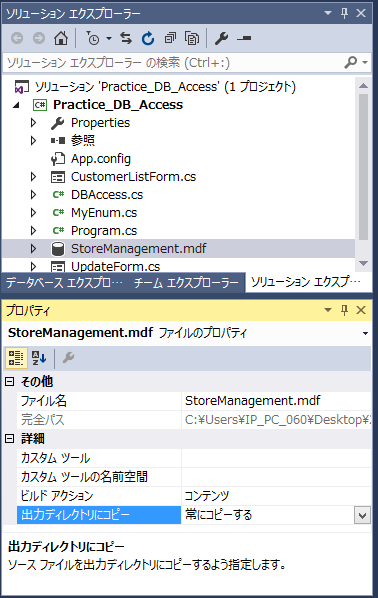 ソリューション エクスプローラー
ソリューション エクスプローラー の検索 (Ctrl+:)
ソリューション 'Practice_DB_Access' (1 プロジェクト)
C# Practice_DB_Access
Properties
参照
App.config
CustomerListForm.cs
C# DBAccess.cs
C# MyEnum.cs
C# Program.cs
StoreManagement.mdf
UpdateForm.cs
データベース エクスプロ… チーム エクスプローラー ソリューション エクスプ…
プロパティ
StoreManagement.mdf ファイルのプロパティ
その他
ファイル名 StoreManagement.mdf
完全パス C:¥Users¥IP_PC_060¥Desktop¥
詳細
カスタム ツール
カスタム ツールの名前空間
ビルド アクション コンテンツ
出力ディレクトリにコピー 常にコピーする
出力ディレクトリにコピー
ソース ファイルを出力ディレクトリにコピーするよう指定します。